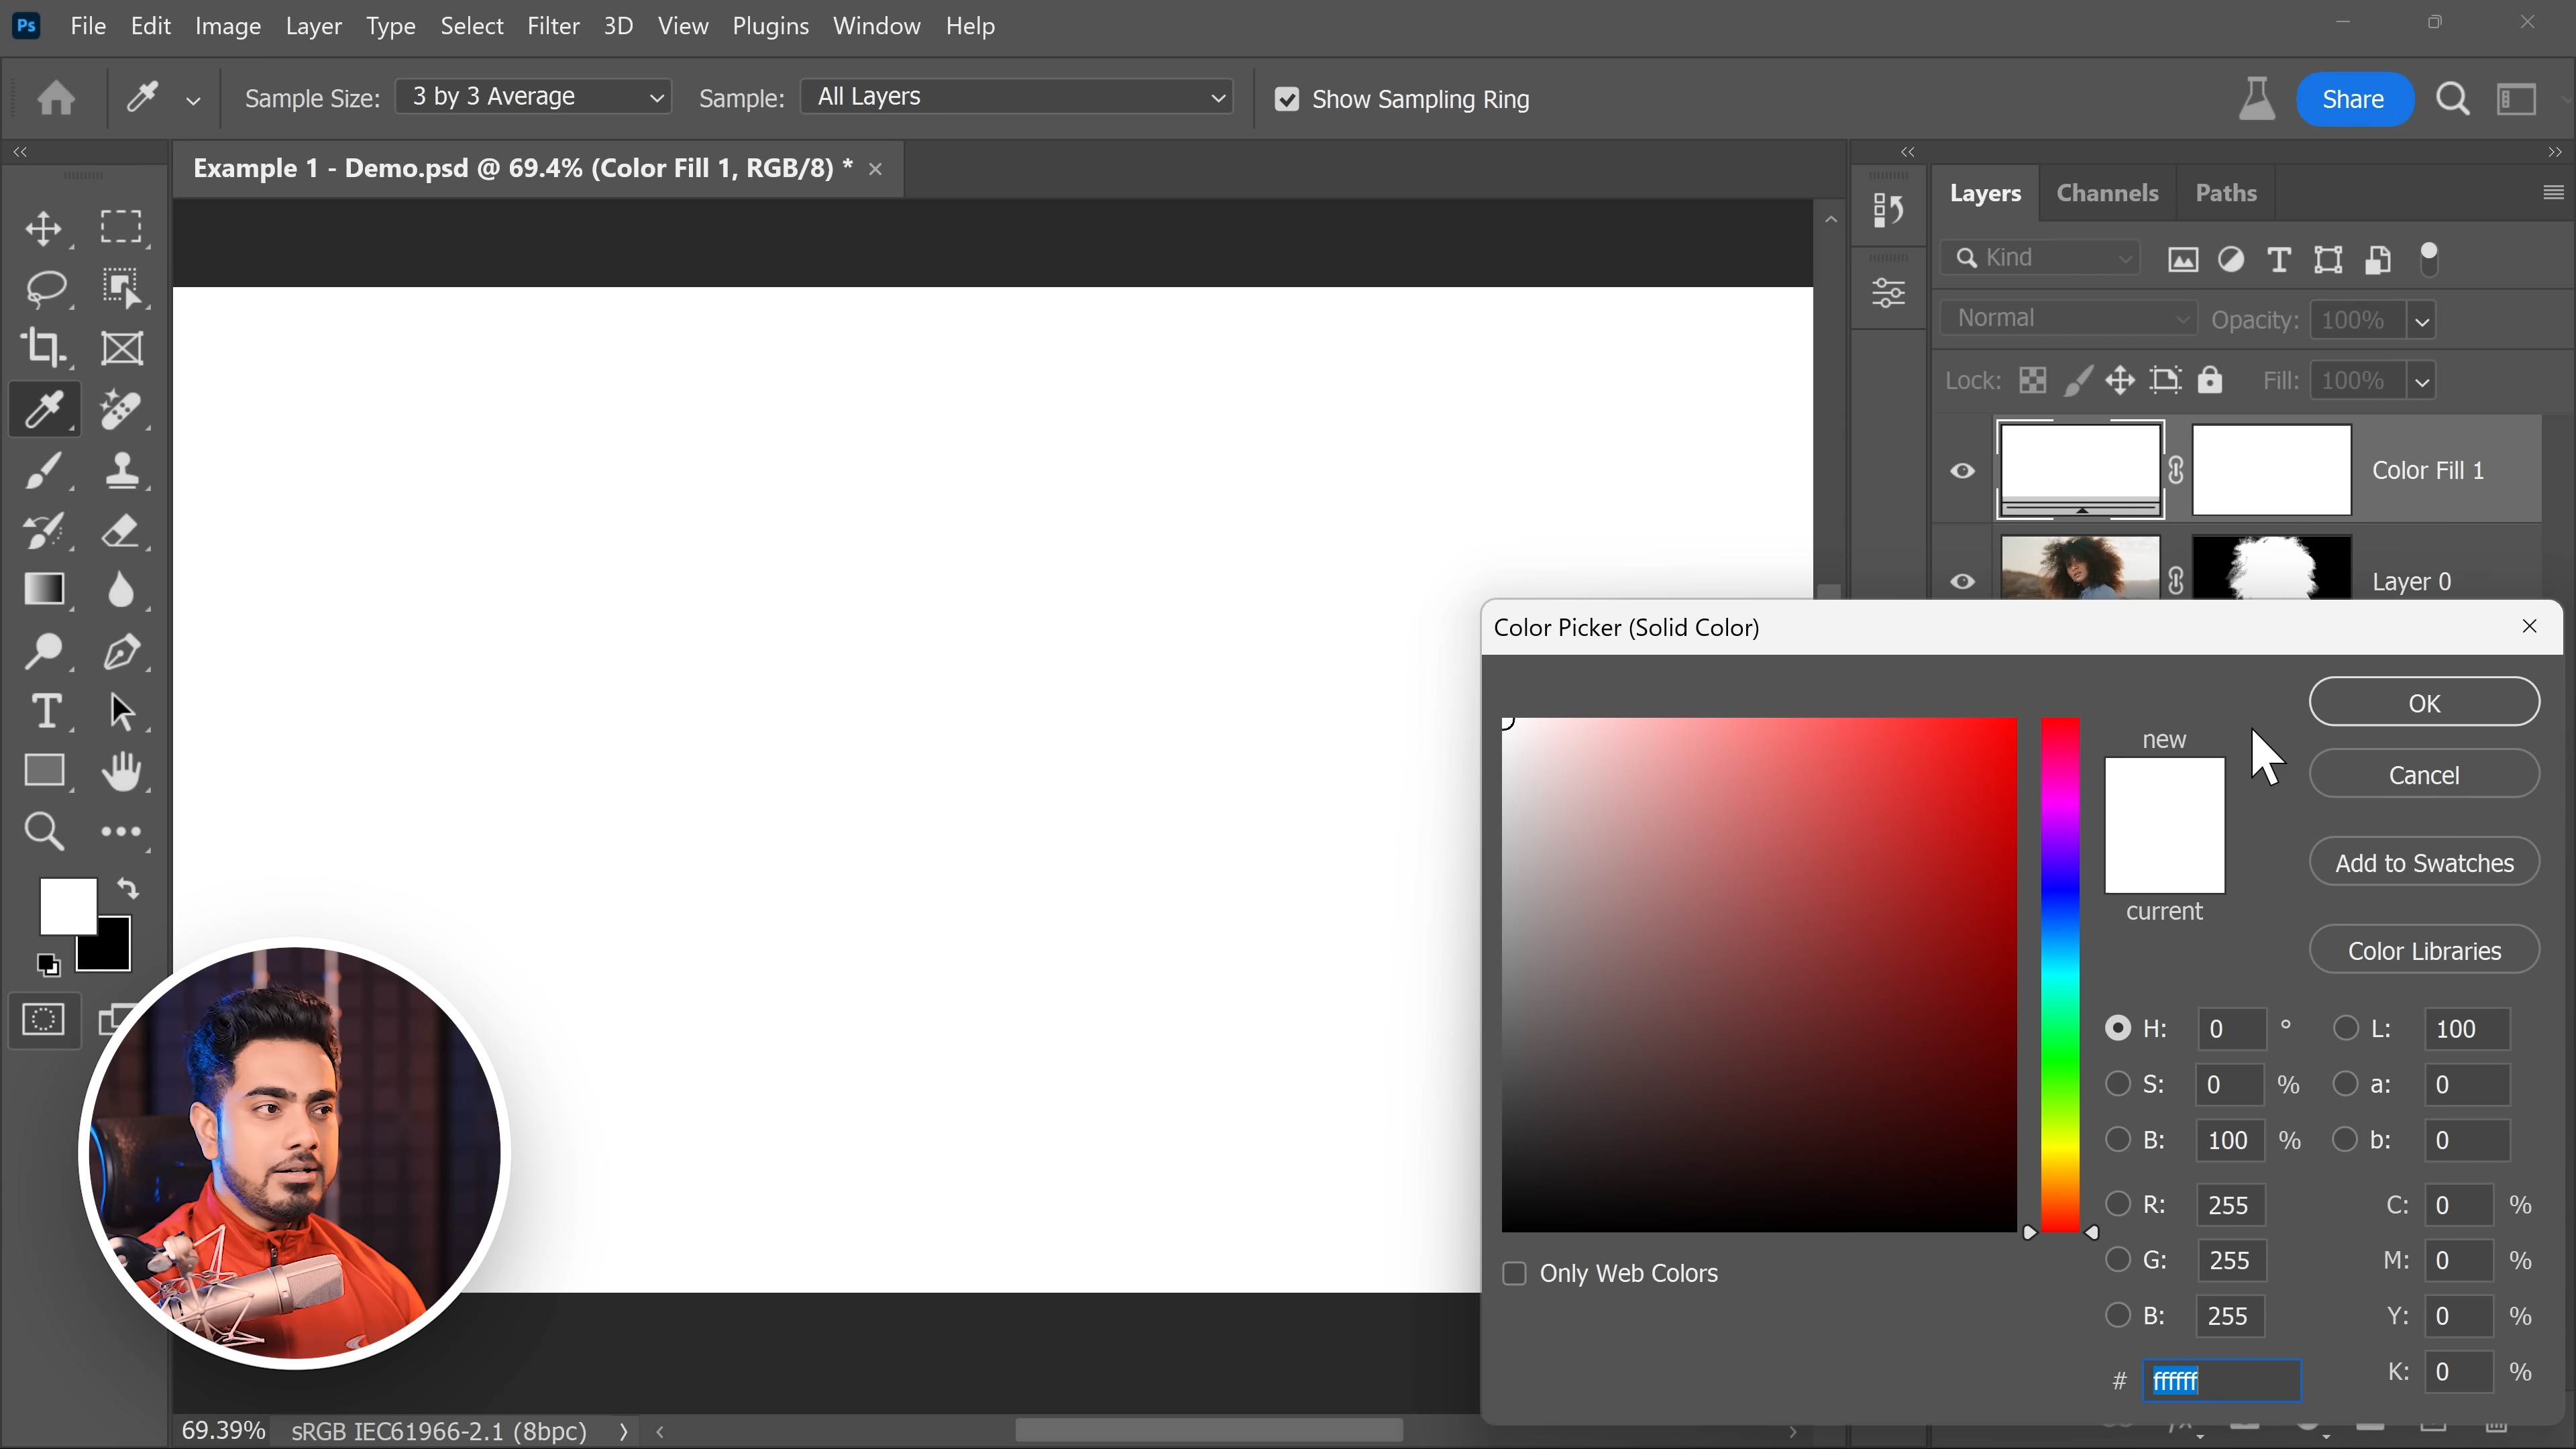 Ps File Edit Image Layer Type Select Filter 3D View Plugins Window Help
Sample Size: 3 by 3 Average Sample: All Layers Show Sampling Ring Share
Example 1 - Demo.psd @ 69.4% (Color Fill 1, RGB/8) *
Layers Channels Paths
Kind
Normal Opacity: 100%
Lock: Fill: 100%
Color Fill 1
Layer 0
Color Picker (Solid Color)
OK
new
Cancel
Add to Swatches
current
Color Libraries
H: 0 ° L: 100
S: 0 % a: 0
B: 100 % b: 0
R: 255 C: 0 %
G: 255 M: 0 %
Only Web Colors
B: 255 Y: 0 %
# ffffff K: 0 %
69.39% sRGB IEC61966-2.1 (8bpc)